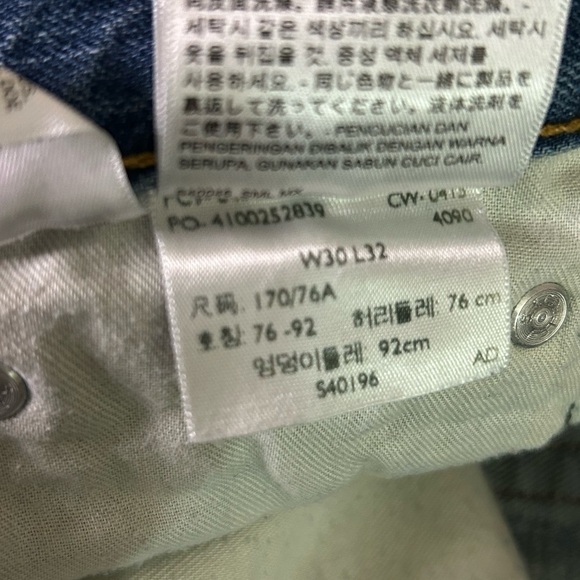 세탁시 같은 색상끼리 하십시오. 세탁시
옷을 뒤집을 것. 중성 액체 세제를
사용하세요. - 同じ色物と一緒に製品を
裏返して洗ってください。液体洗剤を
ご使用下さい。- PENCUCIAN DAN
PENGERINGAN DIBALIK DENGAN WARNA
SERUPA. GUNAKAN SABUN CUCI CAIR.
PO- 4100252839
4090
W30 L32
尺码. 170/76A
호칭: 76 -92 허리둘레: 76 cm
엉덩이둘레: 92cm
AD
S40196